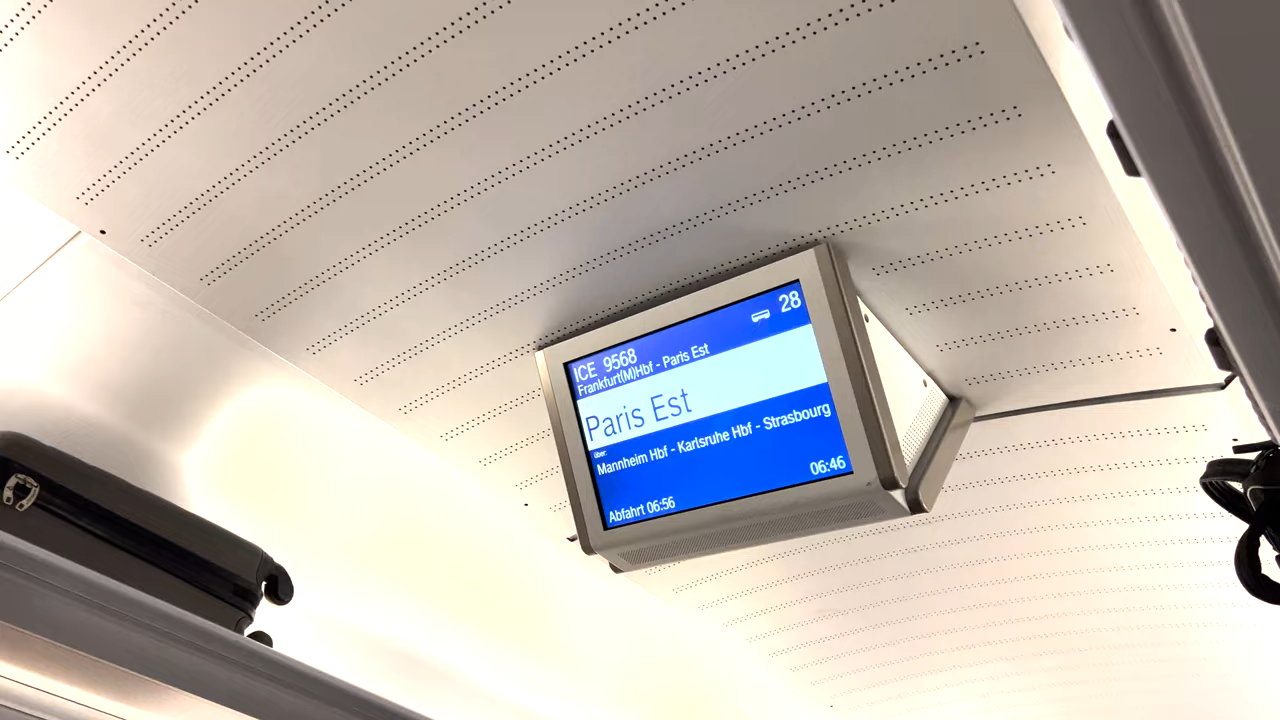 ICE 9568 28
Frankfurt(M)Hbf - Paris Est
Paris Est
über:
Mannheim Hbf - Karlsruhe Hbf - Strasbourg
Abfahrt 06:56 06:46